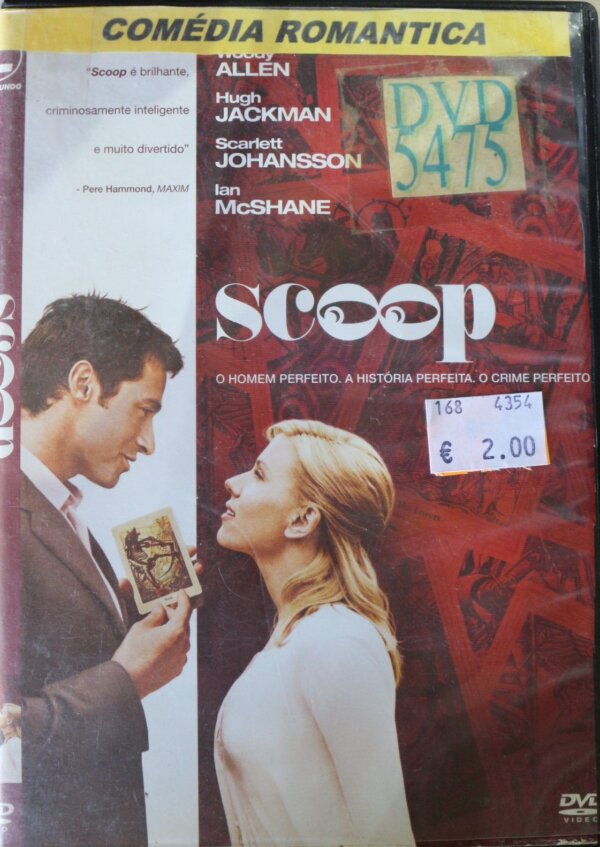 COMÉDIA ROMANTICA
"Scoop é brilhante,
criminosamente inteligente
e muito divertido"
- Pere Hammond, MAXIM
Woody
ALLEN
Hugh
JACKMAN
Scarlett
JOHANSSON
Ian
McSHANE
DVD
5475
scoop
O HOMEM PERFEITO. A HISTÓRIA PERFEITA. O CRIME PERFEITO
168 4354
€ 2.00
scoop
DVD
VIDEO